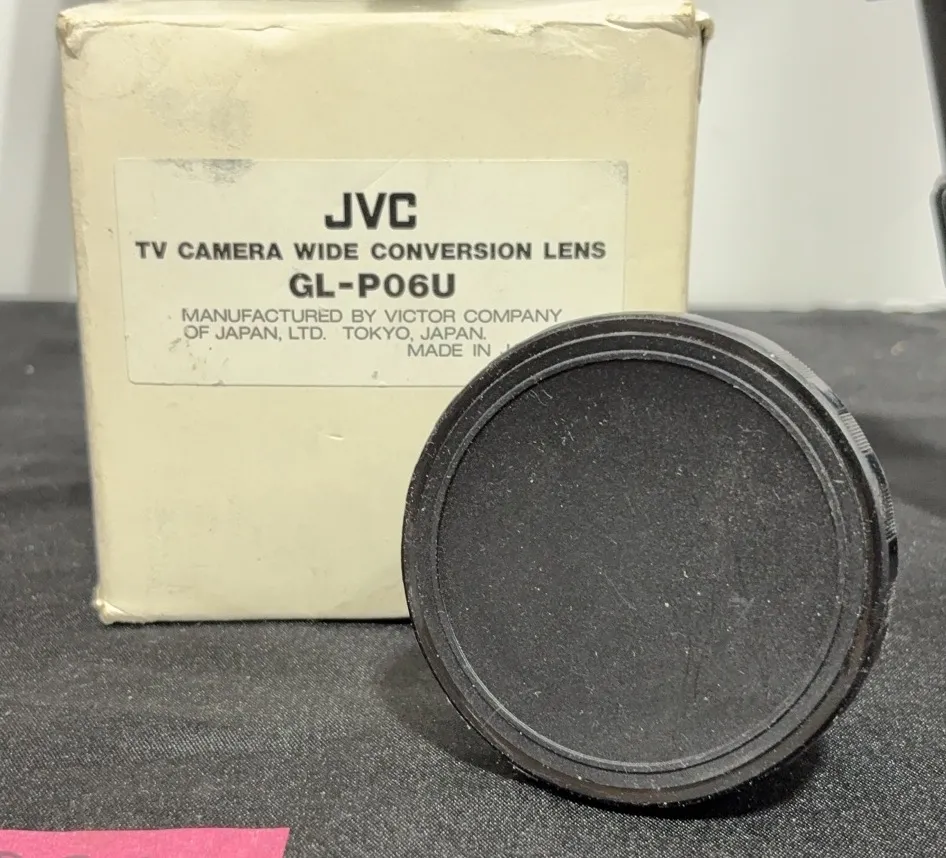 JVC
TV CAMERA WIDE CONVERSION LENS
GL-P06U
MANUFACTURED BY VICTOR COMPANY
OF JAPAN, LTD. TOKYO, JAPAN.
MADE IN